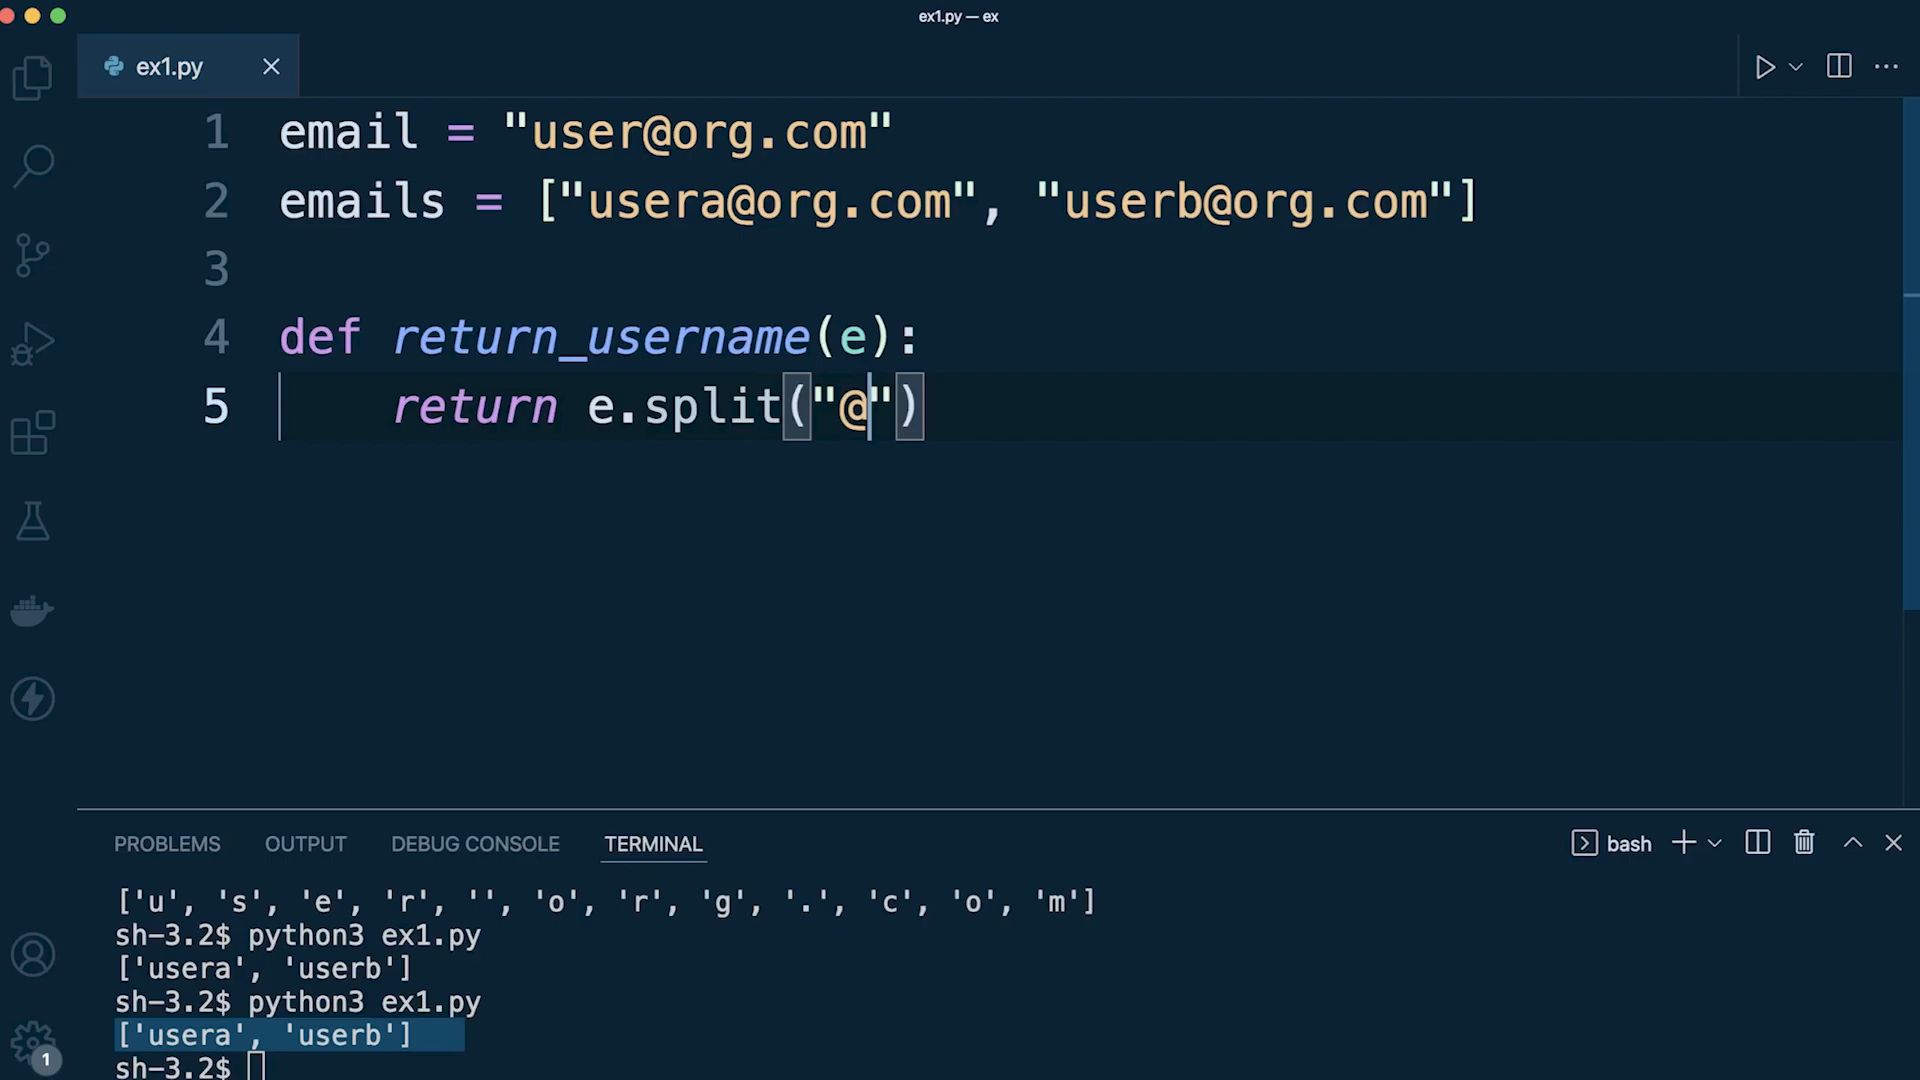 ex1.py — ex
ex1.py
1 email = "user@org.com"
2 emails = ["usera@org.com", "userb@org.com"]
3
4 def return_username(e):
5 return e.split("@")
PROBLEMS OUTPUT DEBUG CONSOLE TERMINAL bash
['u', 's', 'e', 'r', '', 'o', 'r', 'g', '.', 'c', 'o', 'm']
sh-3.2$ python3 ex1.py
['usera', 'userb']
sh-3.2$ python3 ex1.py
['usera', 'userb']
sh-3.2$
1